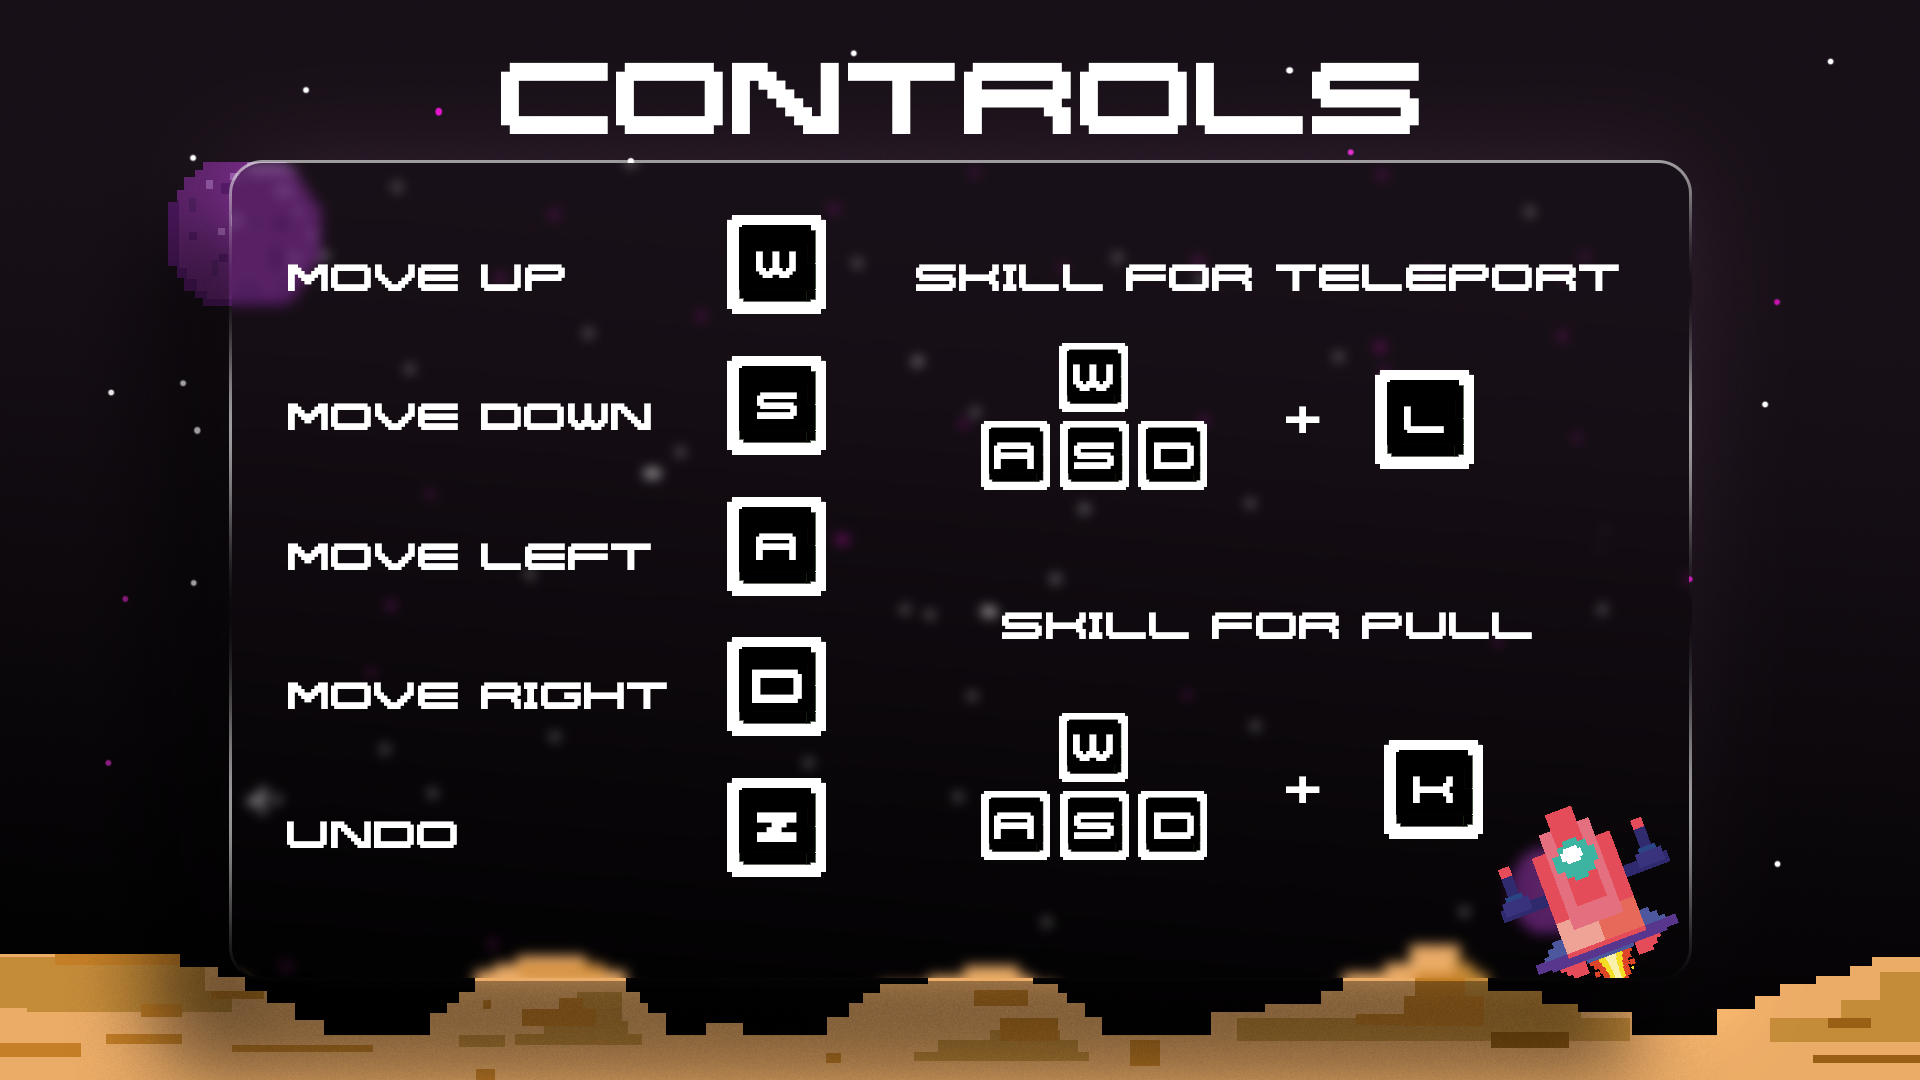 CONTROLS
MOVE UP W
MOVE DOWN S
MOVE LEFT A
MOVE RIGHT D
UNDO Z
SKILL FOR TELEPORT
W
A S D + L
SKILL FOR PULL
W
A S D + K